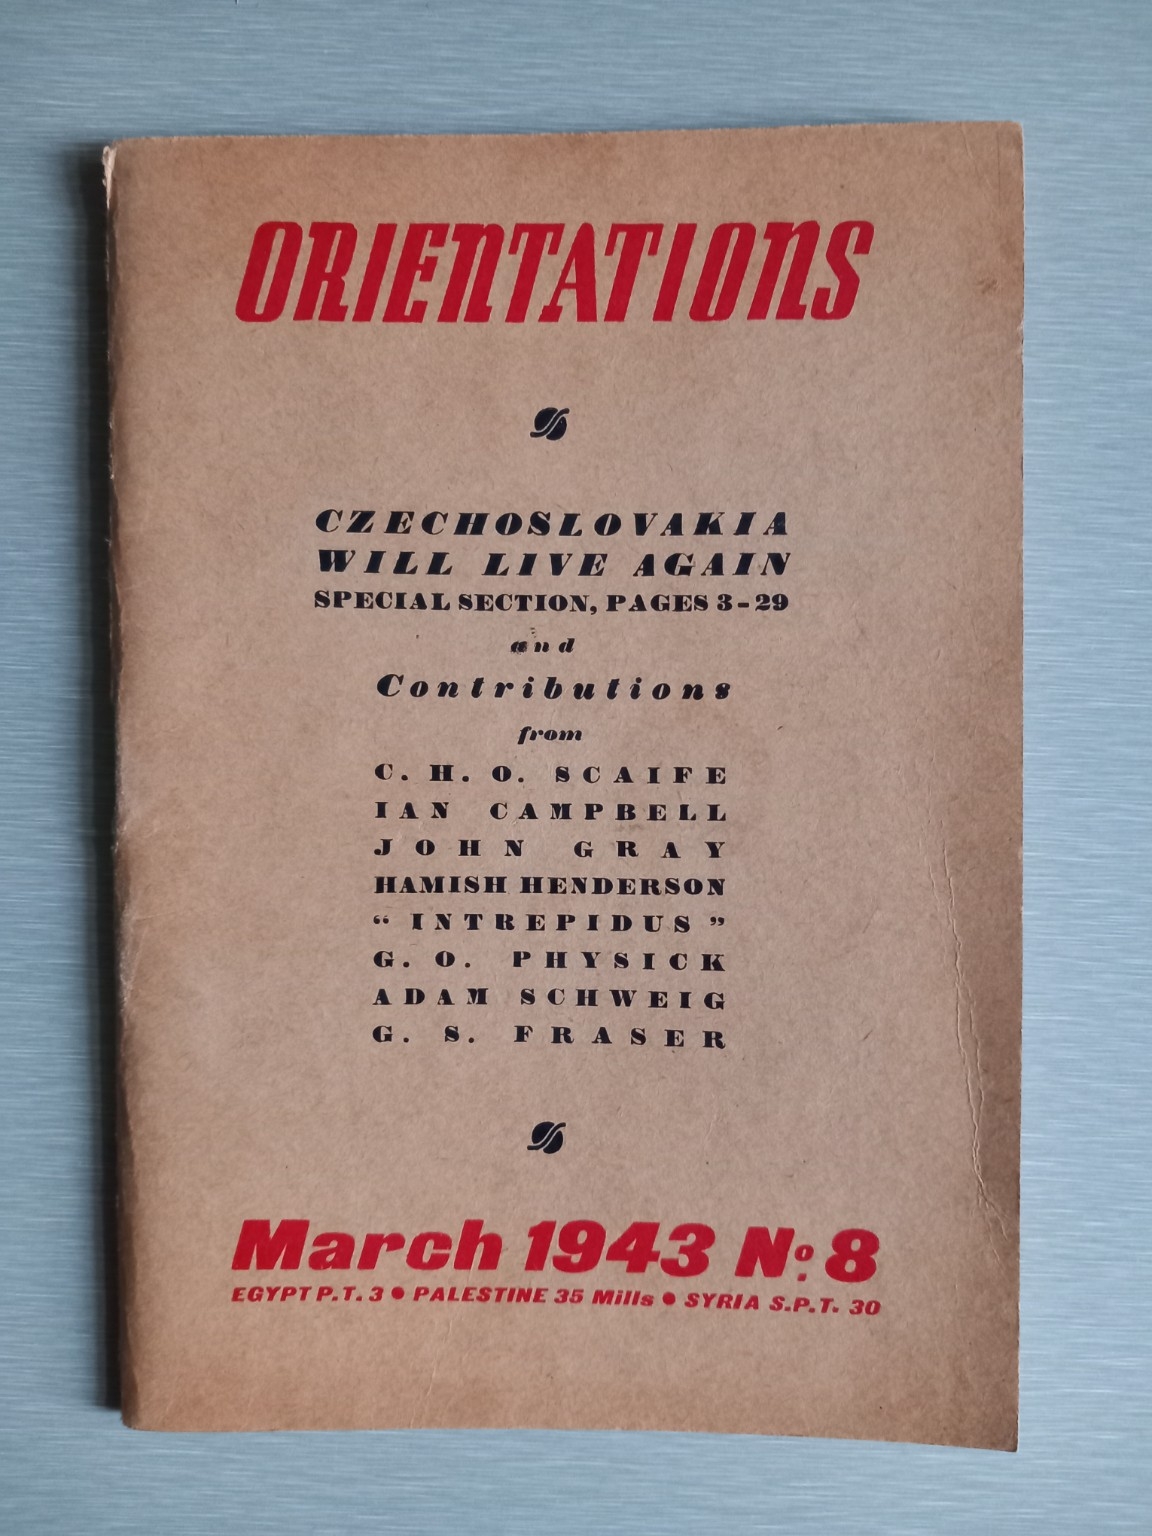 ORIENTATIONS
CZECHOSLOVAKIA
WILL LIVE AGAIN
SPECIAL SECTION, PAGES 3-29
and
Contributions
from
C. H. O. SCAIFE
IAN CAMPBELL
JOHN GRAY
HAMISH HENDERSON
“ INTREPIDUS ”
G. O. PHYSICK
ADAM SCHWEIG
G. S. FRASER
March 1943 No. 8
EGYPT P.T. 3 • PALESTINE 35 Mills • SYRIA S.P.T. 30